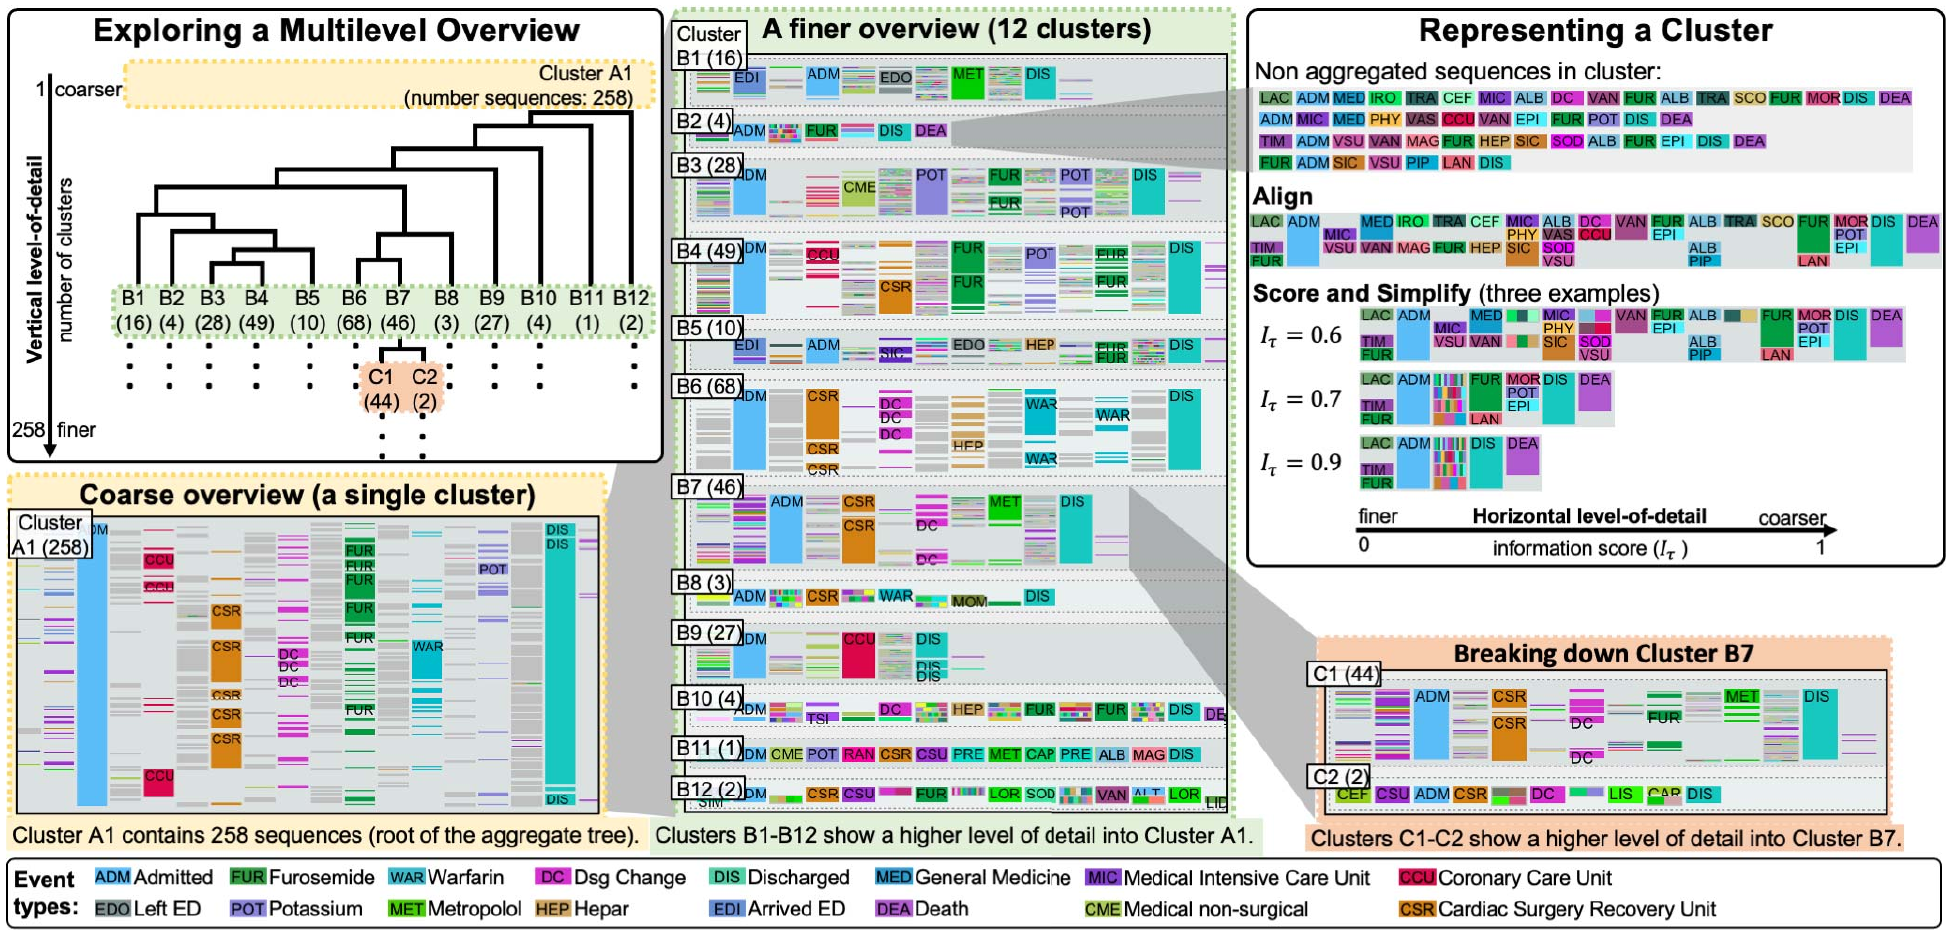 Exploring a Multilevel Overview
Cluster A1
(number sequences: 258)
1 coarser
Vertical level-of-detail
number of clusters
B1 B2 B3 B4 B5 B6 B7 B8 B9 B10 B11 B12
(16) (4) (28) (49) (10) (68) (46) (3) (27) (4) (1) (2)
C1 C2
(44) (2)
258 finer
Coarse overview (a single cluster)
Cluster
A1 (258)
DM
CCU
CCU
CCU
CSR
CSR
CSR
CSR
CSR
DC
DC
DC
FUR
FUR
FUR
FUR
FUR
FUR
WAR
POT
DIS
DIS
DIS
Cluster A1 contains 258 sequences (root of the aggregate tree).
A finer overview (12 clusters)
Cluster
B1 (16)
EDI ADM EDO MET DIS
B2 (4)
ADM FUR DIS DEA
B3 (28)
DM CME POT FUR POT DIS
FUR POT
B4 (49)
DM CCU FUR POT FUR DIS
CSR FUR FUR
B5 (10)
EDI ADM SIC EDO HEP FUR DIS
FUR
B6 (68)
DM CSR DC WAR DIS
DC WAR
DC
CSR HEP WAR
CSR
B7 (46)
ADM CSR MET DIS
CSR DC
DC
B8 (3)
ADM CSR WAR MOM DIS
B9 (27)
DM CCU DIS
DIS
DIS
B10 (4)
DM TSI DC HEP FUR FUR DIS DE
B11 (1)
DM CME POT RAN CSR CSU PRE MET CAP PRE ALB MAG DIS
B12 (2)
SIM DM CSR CSU FUR LOR SOD VAN ALT LOR LID
Clusters B1-B12 show a higher level of detail into Cluster A1.
Representing a Cluster
Non aggregated sequences in cluster:
LAC ADM MED IRO TRA CEF MIC ALB DC VAN FUR ALB TRA SCO FUR MOR DIS DEA
ADM MIC MED PHY VAS CCU VAN EPI FUR POT DIS DEA
TIM ADM VSU VAN MAG FUR HEP SIC SOD ALB FUR EPI DIS DEA
FUR ADM SIC VSU PIP LAN DIS
Align
LAC ADM MED IRO TRA CEF MIC ALB DC VAN FUR ALB TRA SCO FUR MOR DIS DEA
MIC PHY VAS CCU EPI POT
TIM VSU VAN MAG FUR HEP SIC SOD ALB EPI
FUR VSU PIP LAN
Score and Simplify (three examples)
Iτ = 0.6
LAC ADM MED MIC VAN FUR ALB FUR MOR DIS DEA
MIC PHY EPI POT
TIM VSU VAN SIC SOD ALB EPI
FUR VSU PIP LAN
Iτ = 0.7
LAC ADM FUR MOR DIS DEA
POT
TIM EPI
FUR LAN
Iτ = 0.9
LAC ADM DIS DEA
TIM
FUR
finer Horizontal level-of-detail coarser
0 information score (Iτ ) 1
Breaking down Cluster B7
C1 (44)
ADM CSR MET DIS
CSR DC FUR
DC
C2 (2)
CEF CSU ADM CSR DC LIS CAR DIS
Clusters C1-C2 show a higher level of detail into Cluster B7.
Event
types:
ADM Admitted FUR Furosemide WAR Warfarin DC Dsg Change DIS Discharged MED General Medicine MIC Medical Intensive Care Unit CCU Coronary Care Unit
EDO Left ED POT Potassium MET Metropolol HEP Hepar EDI Arrived ED DEA Death CME Medical non-surgical CSR Cardiac Surgery Recovery Unit